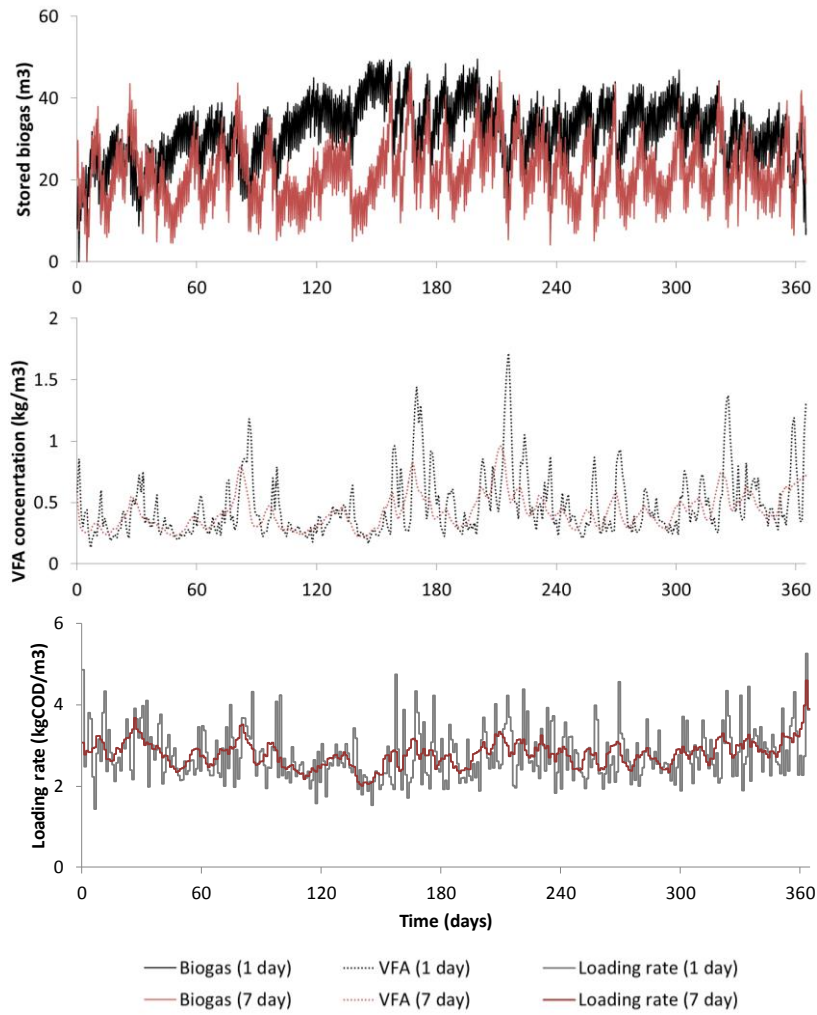 Stored biogas (m3)
60
40
20
0
0 60 120 180 240 300 360
VFA concenrtation (kg/m3)
2
1.5
1
0.5
0
0 60 120 180 240 300 360
Loading rate (kgCOD/m3)
6
4
2
0
0 60 120 180 240 300 360
Time (days)
Biogas (1 day) VFA (1 day) Loading rate (1 day)
Biogas (7 day) VFA (7 day) Loading rate (7 day)